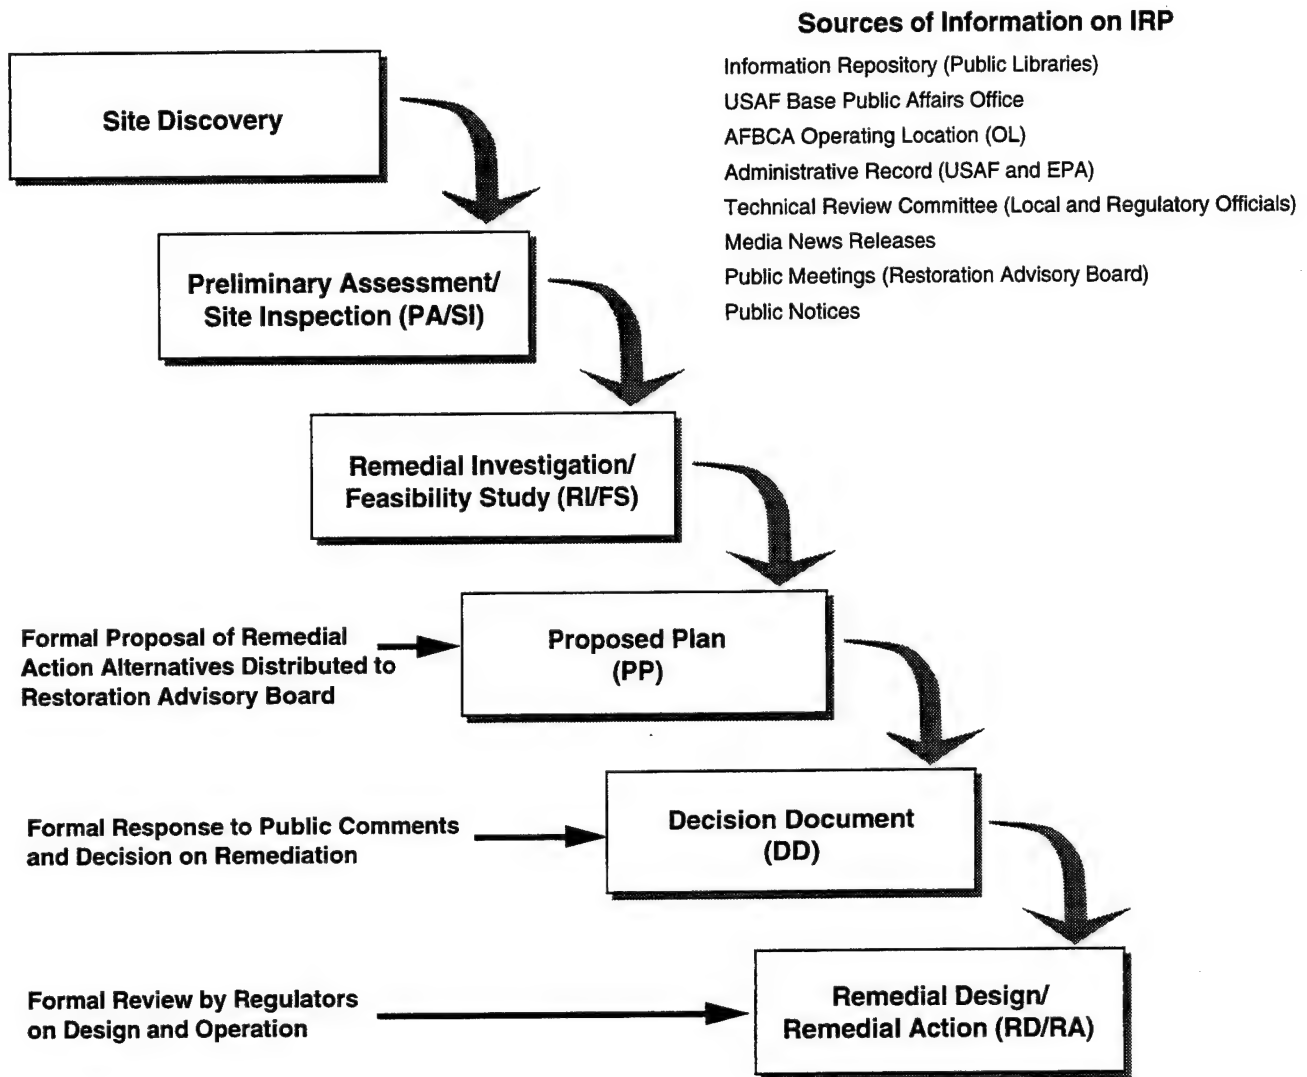 Sources of Information on IRP
Information Repository (Public Libraries)
USAF Base Public Affairs Office
AFBCA Operating Location (OL)
Administrative Record (USAF and EPA)
Technical Review Committee (Local and Regulatory Officials)
Media News Releases
Public Meetings (Restoration Advisory Board)
Public Notices
Site Discovery
Preliminary Assessment/
Site Inspection (PA/SI)
Remedial Investigation/
Feasibility Study (RI/FS)
Formal Proposal of Remedial
Action Alternatives Distributed to
Restoration Advisory Board
Proposed Plan
(PP)
Formal Response to Public Comments
and Decision on Remediation
Decision Document
(DD)
Formal Review by Regulators
on Design and Operation
Remedial Design/
Remedial Action (RD/RA)